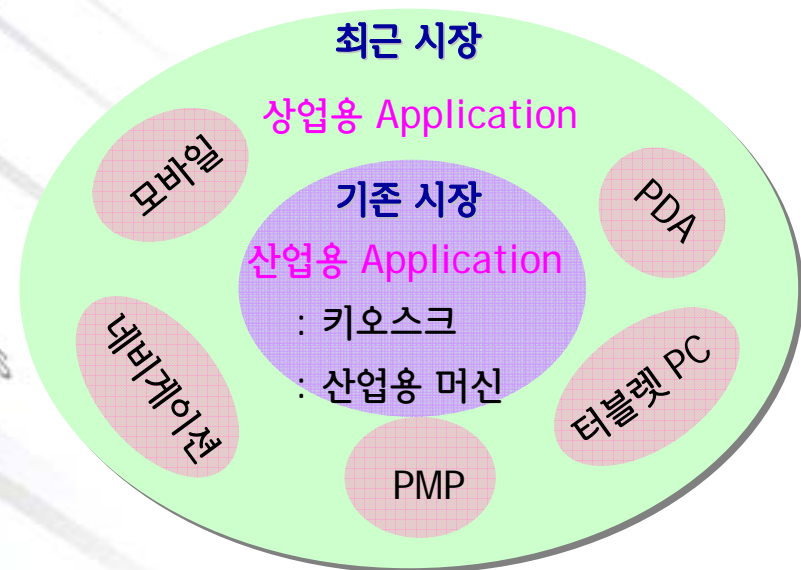 최근 시장
상업용 Application
모바일
PDA
기존 시장
산업용 Application
: 키오스크
: 산업용 머신
네비게이션
터블렛 PC
PMP